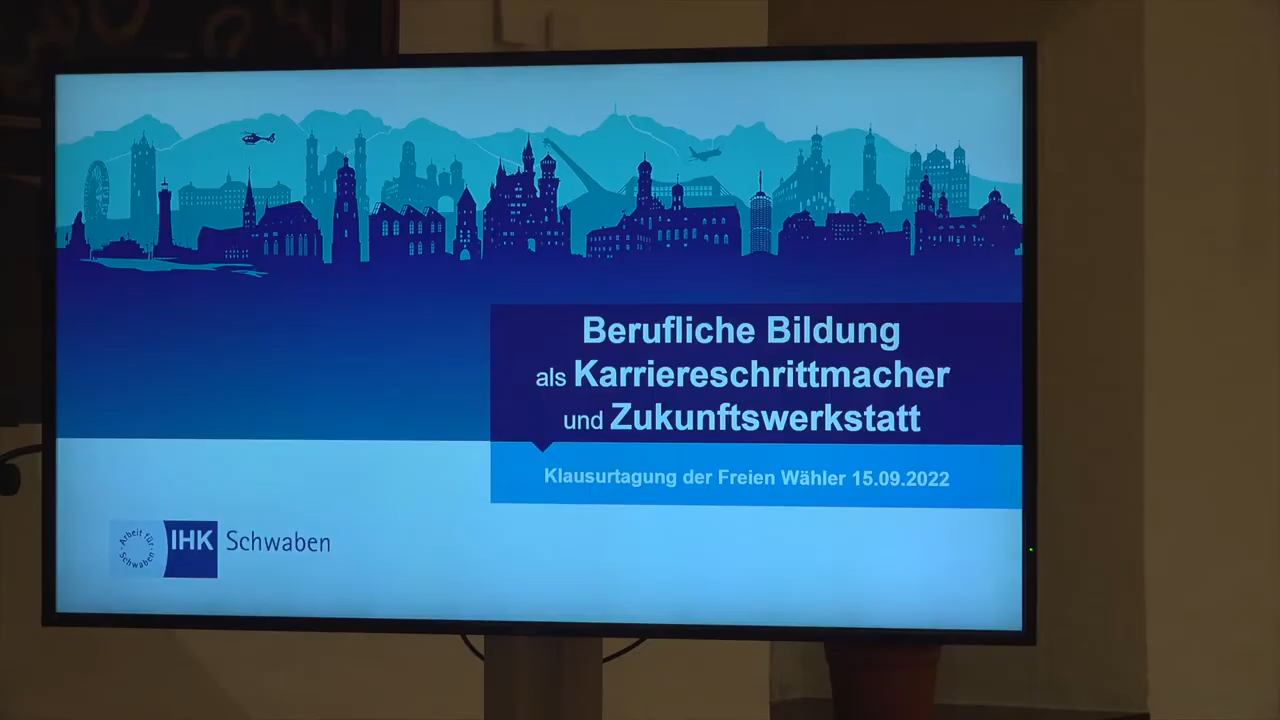 Berufliche Bildung
als Karriereschrittmacher
und Zukunftswerkstatt
Klausurtagung der Freien Wähler 15.09.2022
Arbeit für
Schwaben
IHK Schwaben